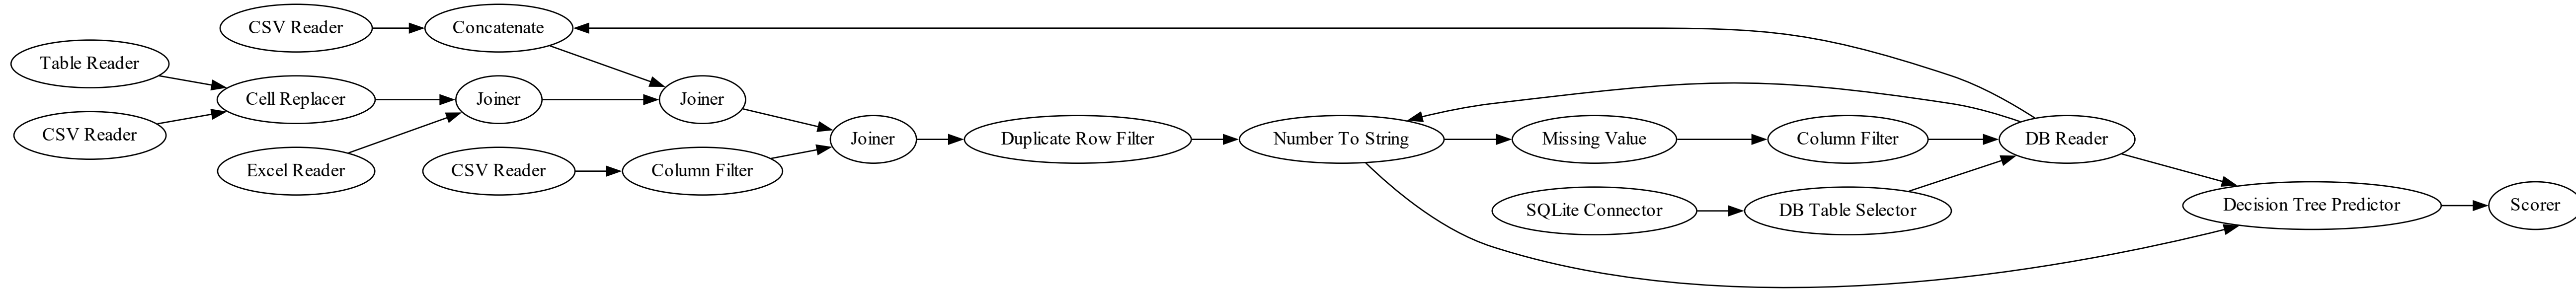 CSV Reader
Concatenate
Table Reader
Cell Replacer
Joiner
Joiner
CSV Reader
Joiner
Duplicate Row Filter
Number To String
Missing Value
Column Filter
DB Reader
Excel Reader
CSV Reader
Column Filter
SQLite Connector
DB Table Selector
Decision Tree Predictor
Scorer